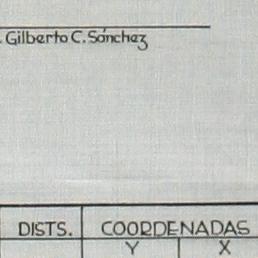 Gilberto C. Sánchez
DISTS. COORDENADAS
Y X